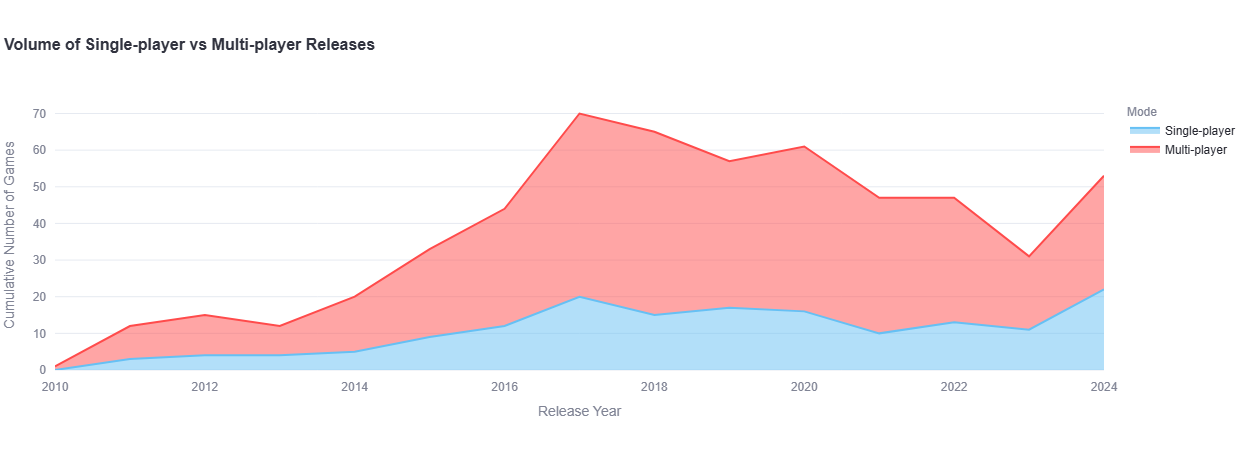 Volume of Single-player vs Multi-player Releases
Cumulative Number of Games
70
60
50
40
30
20
10
0
2010 2012 2014 2016 2018 2020 2022 2024
Release Year
Mode
Single-player
Multi-player